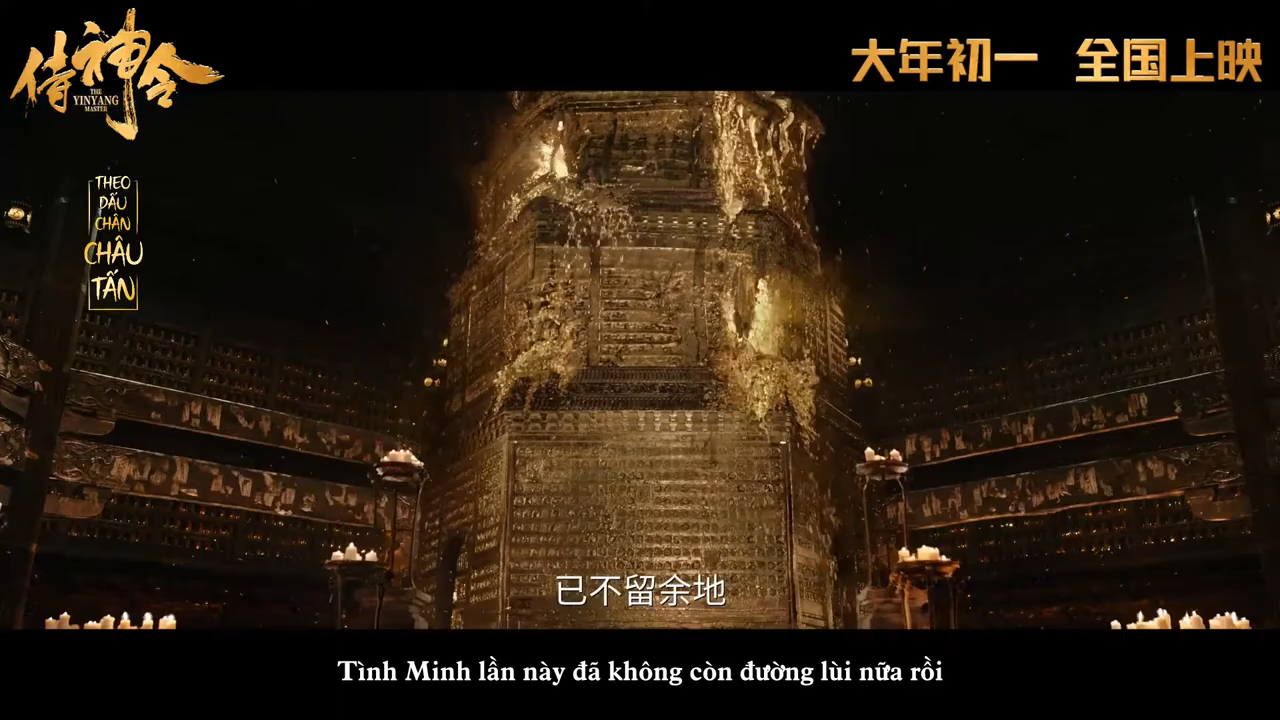 侍神令
THE
YINYANG
MASTER
大年初一 全国上映
THEO
DẤU
CHÂN
CHÂU
TẤN
已不留余地
Tình Minh lần này đã không còn đường lùi nữa rồi